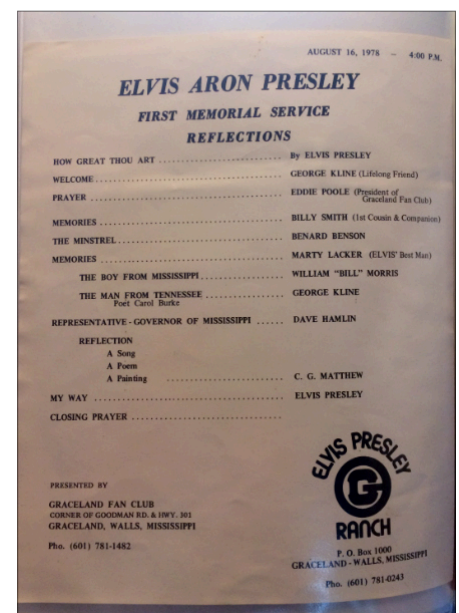 AUGUST 16, 1978 — 4:00 P.M.
ELVIS ARON PRESLEY
FIRST MEMORIAL SERVICE
REFLECTIONS
HOW GREAT THOU ART .............................. By ELVIS PRESLEY
WELCOME .............................. GEORGE KLINE (Lifelong Friend)
PRAYER .............................. EDDIE POOLE (President of
Graceland Fan Club)
MEMORIES .............................. BILLY SMITH (1st Cousin & Companion)
THE MINSTREL .............................. BENARD BENSON
MEMORIES .............................. MARTY LACKER (ELVIS' Best Man)
THE BOY FROM MISSISSIPPI .................... WILLIAM "BILL" MORRIS
THE MAN FROM TENNESSEE .................... GEORGE KLINE
Poet Carol Burke
REPRESENTATIVE - GOVERNOR OF MISSISSIPPI ...... DAVE HAMLIN
REFLECTION
A Song
A Poem
A Painting .............................. C. G. MATTHEW
MY WAY .............................. ELVIS PRESLEY
CLOSING PRAYER ..............................
PRESENTED BY
GRACELAND FAN CLUB
CORNER OF GOODMAN RD. & HWY. 301
GRACELAND, WALLS, MISSISSIPPI
Pho. (601) 781-1482
ELVIS PRESLEY
G
RANCH
P. O. Box 1000
GRACELAND - WALLS, MISSISSIPPI
Pho. (601) 781-0243